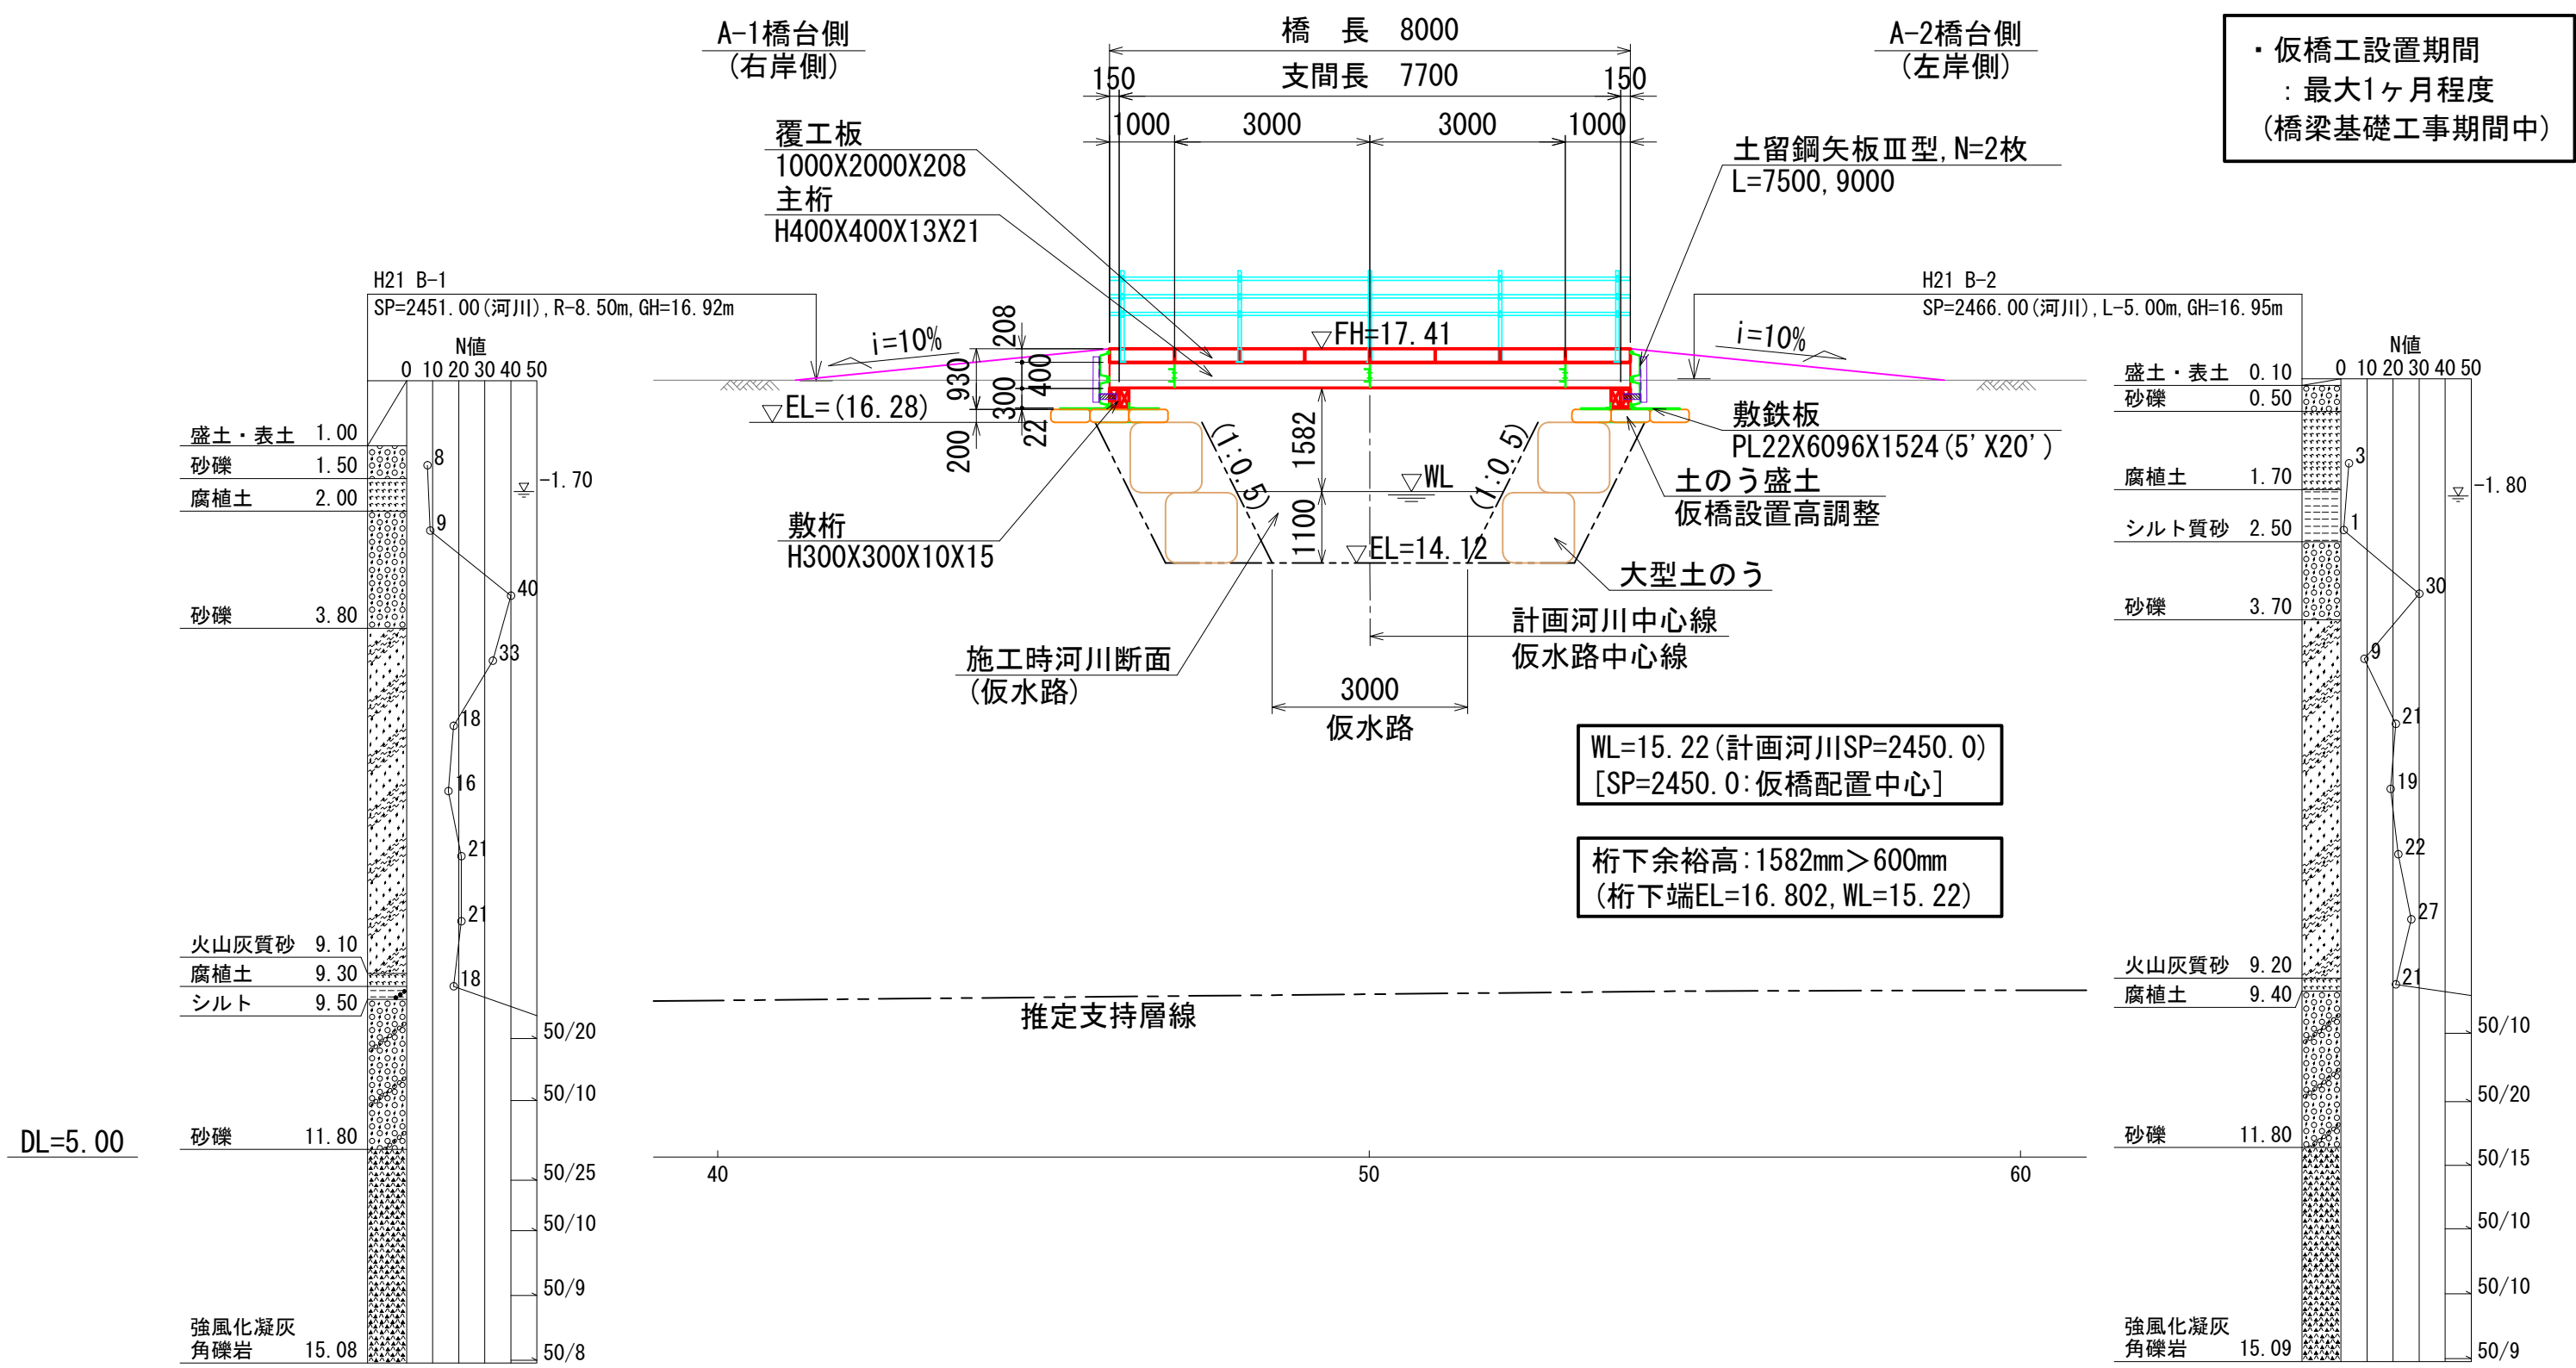 A-1橋台側
(右岸側)
橋 長 8000
支間長 7700
150
150
1000
3000
3000
1000
A-2橋台側
(左岸側)
・仮橋工設置期間
：最大1ヶ月程度
(橋梁基礎工事期間中)
覆工板
1000X2000X208
主桁
H400X400X13X21
土留鋼矢板Ⅲ型,N=2枚
L=7500,9000
H21 B-1
SP=2451.00(河川),R-8.50m,GH=16.92m
H21 B-2
SP=2466.00(河川),L-5.00m,GH=16.95m
i=10%
208
930
400
300
22
200
▽FH=17.41
i=10%
▽EL=(16.28)
敷鉄板
PL22X6096X1524(5'X20')
土のう盛土
仮橋設置高調整
(1:0.5)
1582
▽WL
(1:0.5)
1100
▽EL=14.12
大型土のう
敷桁
H300X300X10X15
施工時河川断面
(仮水路)
計画河川中心線
仮水路中心線
3000
仮水路
WL=15.22(計画河川SP=2450.0)
[SP=2450.0:仮橋配置中心]
桁下余裕高:1582mm＞600mm
(桁下端EL=16.802,WL=15.22)
推定支持層線
DL=5.00
40
50
60
N値
0 10 20 30 40 50
盛土・表土 1.00
砂礫 1.50
腐植土 2.00
砂礫 3.80
火山灰質砂 9.10
腐植土 9.30
シルト 9.50
砂礫 11.80
強風化凝灰
角礫岩 15.08
8
-1.70
9
40
33
18
16
21
21
18
50/20
50/10
50/25
50/10
50/9
50/8
N値
0 10 20 30 40 50
盛土・表土 0.10
砂礫 0.50
腐植土 1.70
シルト質砂 2.50
砂礫 3.70
火山灰質砂 9.20
腐植土 9.40
砂礫 11.80
強風化凝灰
角礫岩 15.09
3
-1.80
1
30
9
21
19
22
27
21
50/10
50/20
50/15
50/10
50/10
50/9